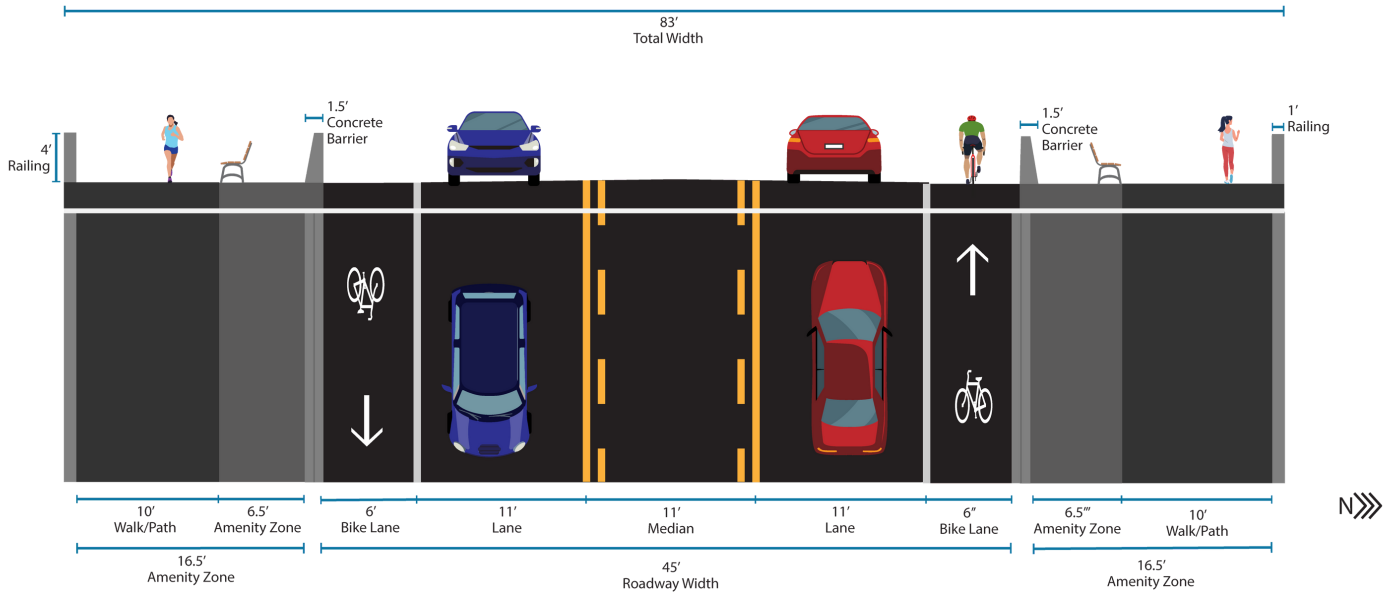 83′
Total Width
1.5′
Concrete
Barrier
1.5′
Concrete
Barrier
1′
Railing
4′
Railing
10′
Walk/Path
6.5′
Amenity Zone
6′
Bike Lane
11′
Lane
11′
Median
11′
Lane
6″
Bike Lane
6.5‴
Amenity Zone
10′
Walk/Path
N
16.5′
Amenity Zone
45′
Roadway Width
16.5′
Amenity Zone